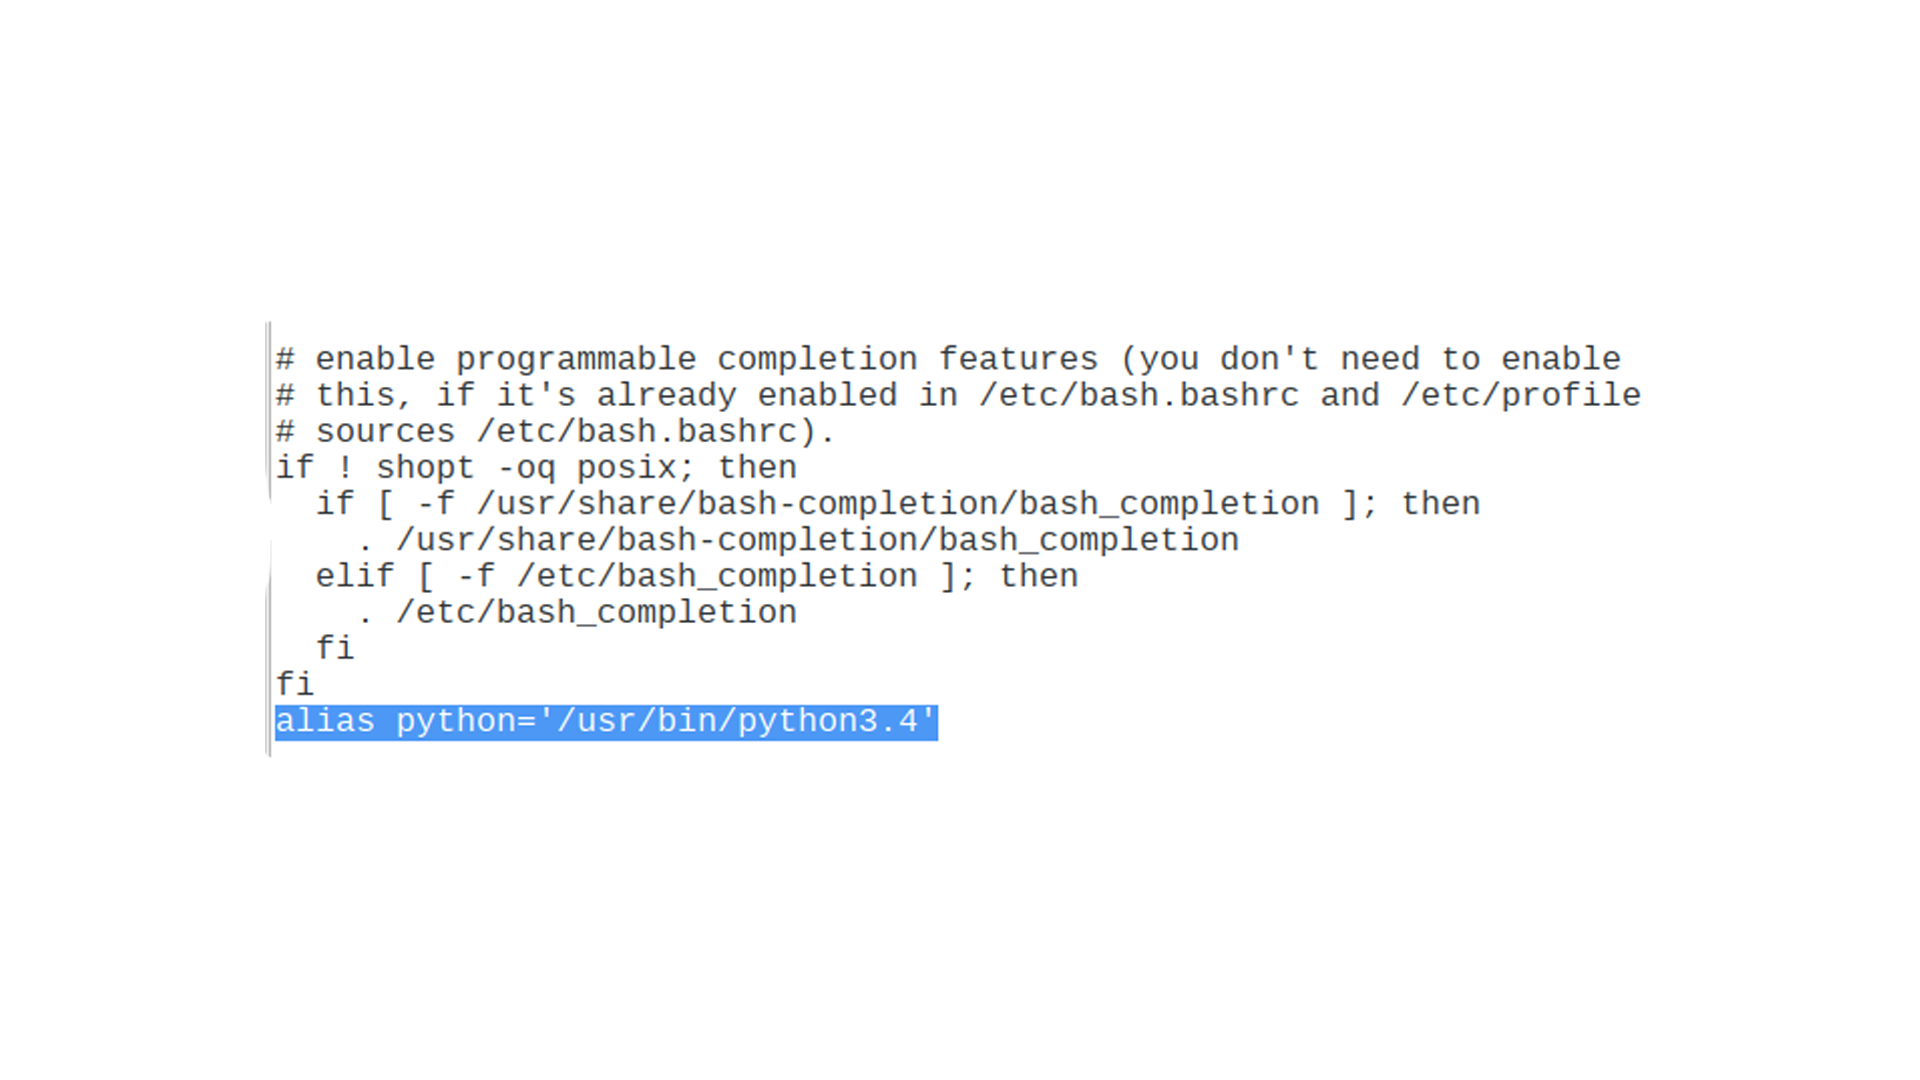 # enable programmable completion features (you don't need to enable
# this, if it's already enabled in /etc/bash.bashrc and /etc/profile
# sources /etc/bash.bashrc).
if ! shopt -oq posix; then
  if [ -f /usr/share/bash-completion/bash_completion ]; then
    . /usr/share/bash-completion/bash_completion
  elif [ -f /etc/bash_completion ]; then
    . /etc/bash_completion
  fi
fi
alias python='/usr/bin/python3.4'